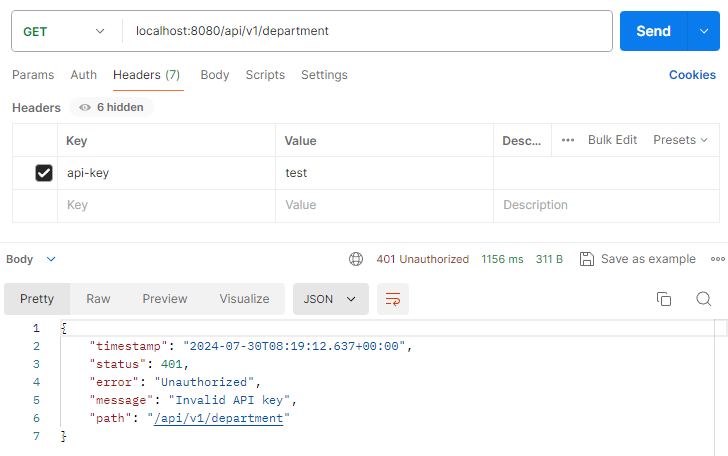 GET localhost:8080/api/v1/department Send
Params Auth Headers (7) Body Scripts Settings Cookies
Headers 6 hidden
Key Value Desc... ••• Bulk Edit Presets
api-key test
Key Value Description
Body 401 Unauthorized 1156 ms 311 B Save as example
Pretty Raw Preview Visualize JSON
1 {
2 "timestamp": "2024-07-30T08:19:12.637+00:00",
3 "status": 401,
4 "error": "Unauthorized",
5 "message": "Invalid API key",
6 "path": "/api/v1/department"
7 }